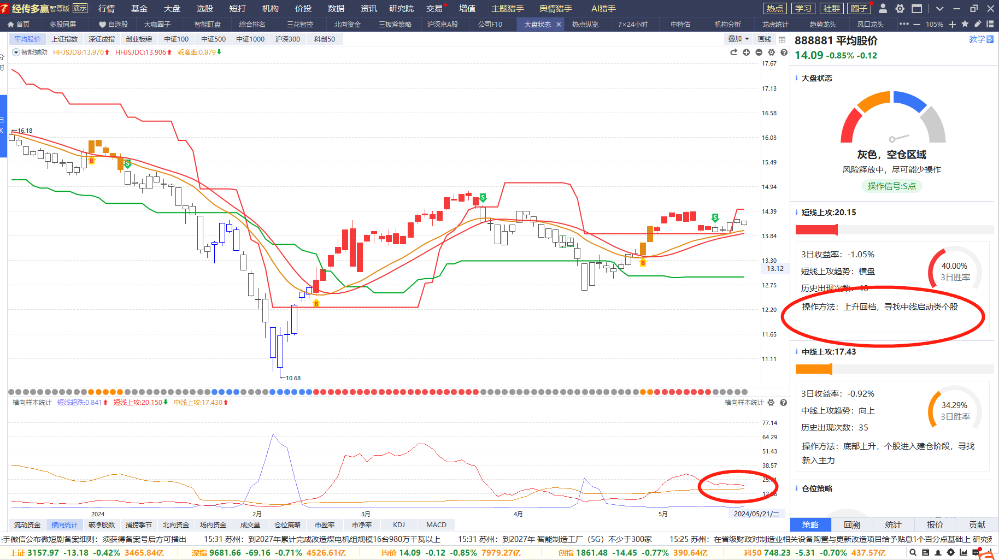 经传多赢 智尊版 演示 行情 基金 大盘 选股 短打 机构 价投 数据 资讯 研究院 交易 增值 主题猎手 舆情猎手 AI猎手 热点 学习 社群 圈子
首页 多股同屏 自选股 大咖圈子 智能盯盘 综合排名 三花智控 北向资金 三板斧策略 沪深京A股 公司F10 大盘状态 热点纵览 7×24小时 中特估 机构分析 龙虎统计 趋势龙头 风口龙头 105%
平均股价 上证指数 深证成指 创业板综 中证100 中证500 中证1000 沪深300 科创50 叠加 画线
智能辅助 HHJSJDB:13.970 HHJSJDC:13.906 乖离率:0.879
分
时
日
K
17.67
17.13
16.58
16.03
15.49
14.94
14.39
13.84
13.30
13.12
12.75
12.20
11.65
11.11
16.18
B
S
B
S
B
S
10.68
横向样本统计 短线超跌:0.841 短线上攻:20.150 中线上攻:17.430 横向样本统计
77.14
64.29
51.43
38.57
2024 2月 3月 4月 5月 2024/05/21/二
流动资金 横向统计 破净股数 捕捞季节 北向资金 场内资金 成交量 仓位策略 市盈率 市净率 KDJ MACD
888881 平均股价 教学
14.09 -0.85% -0.12
大盘状态
灰色，空仓区域
风险释放中，尽可能少操作
操作信号:S点
短线上攻:20.15
3日收益率：-1.05%
短线上攻趋势：横盘
历史出现次数：40
40.00%
3日胜率
操作方法：上升回档，寻找中线启动类个股
中线上攻:17.43
3日收益率：-0.92%
中线上攻趋势：向上
历史出现次数：35
34.29%
3日胜率
操作方法：底部上升，个股进入建仓阶段，寻找
新入主力
仓位策略
策略 回溯 统计 报价 贡献
手微信公布微短剧备案细则：须获得备案号后方可播出 15:31 苏州：到2027年累计完成改造煤电机组规模16台980万千瓦以上 15:31 苏州：到2027年 智能制造工厂（5G）不少于300家 15:25 苏州：在省级财政对制造业相关设备购置与更新改造项目给予贴息1个百分点基础上 研究
上证 3157.97 -13.18 -0.42% 3465.84亿 深指 9681.66 -69.16 -0.71% 4526.61亿 均价 14.09 -0.12 -0.85% 7979.27亿 创指 1861.48 -14.45 -0.77% 390.64亿 科50 748.23 -5.31 -0.70% 437.57亿